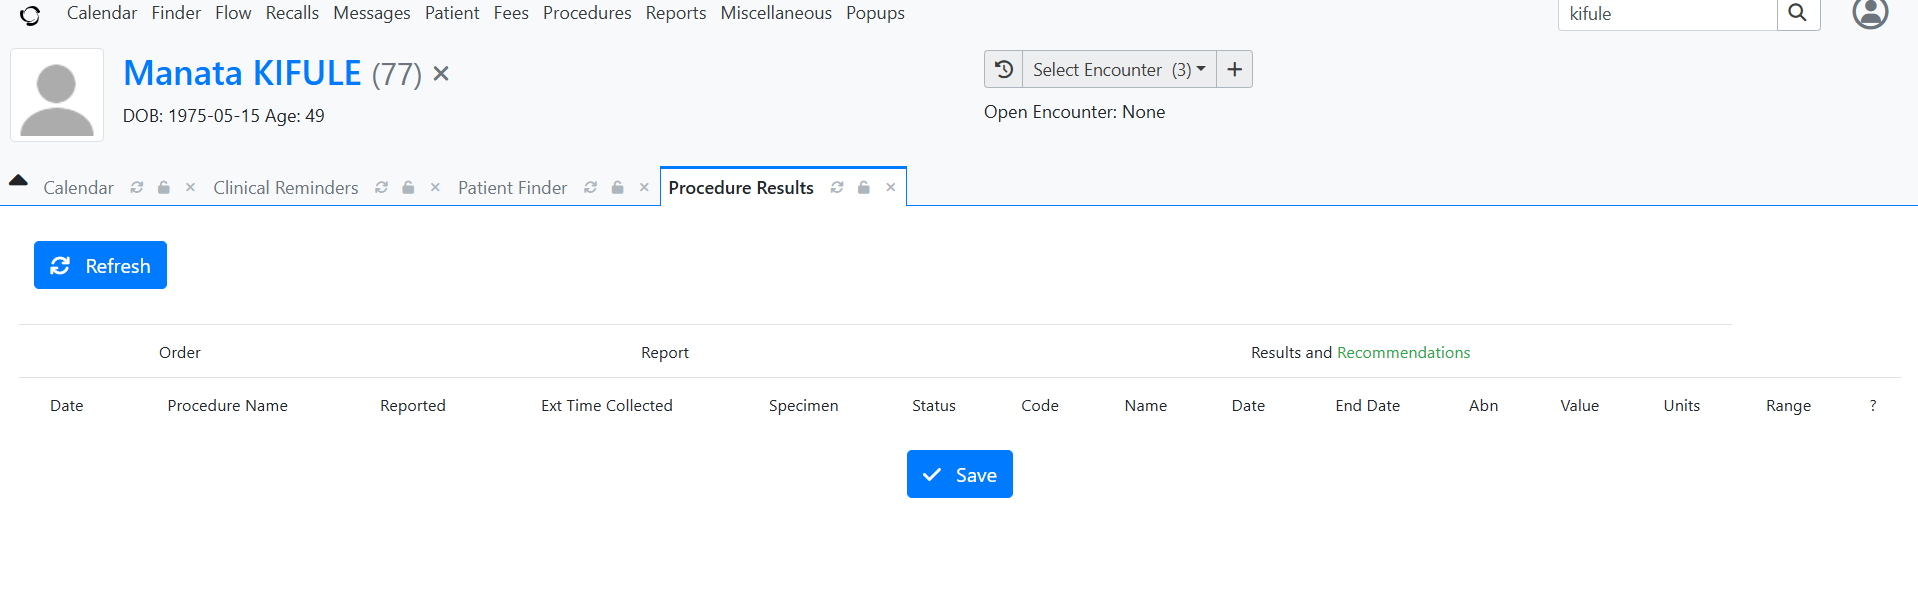 Calendar Finder Flow Recalls Messages Patient Fees Procedures Reports Miscellaneous Popups kifule
Manata KIFULE (77)
DOB: 1975-05-15 Age: 49
Select Encounter (3)
Open Encounter: None
Calendar Clinical Reminders Patient Finder Procedure Results
Refresh
Order Report Results and Recommendations
Date Procedure Name Reported Ext Time Collected Specimen Status Code Name Date End Date Abn Value Units Range ?
Save